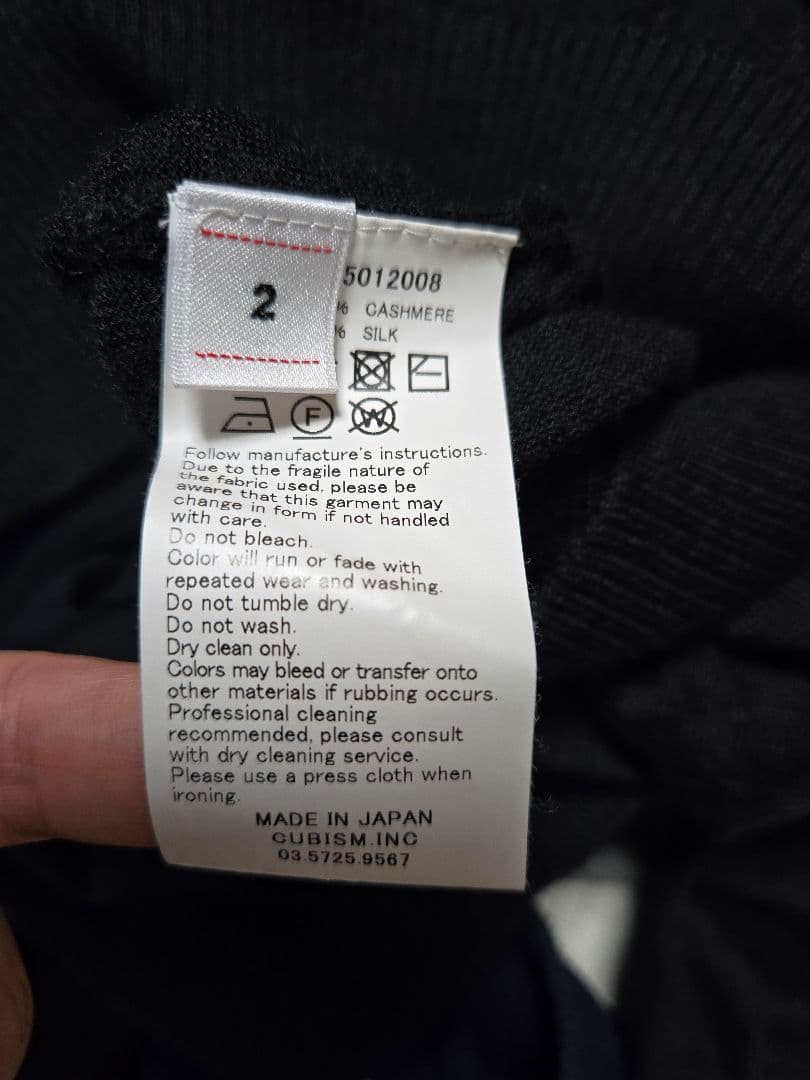 2
5012008
% CASHMERE
% SILK
F
W
Follow manufacture's instructions.
Due to the fragile nature of
the fabric used, please be
aware that this garment may
change in form if not handled
with care.
Do not bleach.
Color will run or fade with
repeated wear and washing.
Do not tumble dry.
Do not wash.
Dry clean only.
Colors may bleed or transfer onto
other materials if rubbing occurs.
Professional cleaning
recommended, please consult
with dry cleaning service.
Please use a press cloth when
ironing.
MADE IN JAPAN
CUBISM.INC
03.5725.9567